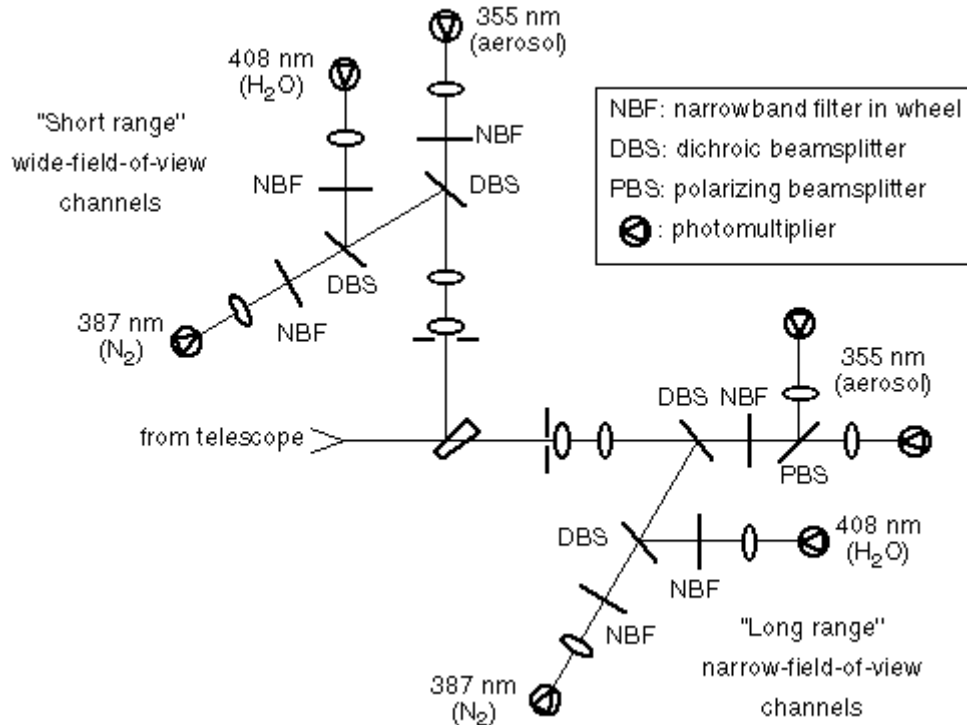 355 nm
(aerosol)
408 nm
(H2O)
"Short range"
wide-field-of-view
channels
NBF
NBF
DBS
DBS
NBF
387 nm
(N2)
NBF: narrowband filter in wheel
DBS: dichroic beamsplitter
PBS: polarizing beamsplitter
: photomultiplier
from telescope
355 nm
(aerosol)
DBS
NBF
PBS
DBS
408 nm
(H2O)
NBF
NBF
387 nm
(N2)
"Long range"
narrow-field-of-view
channels